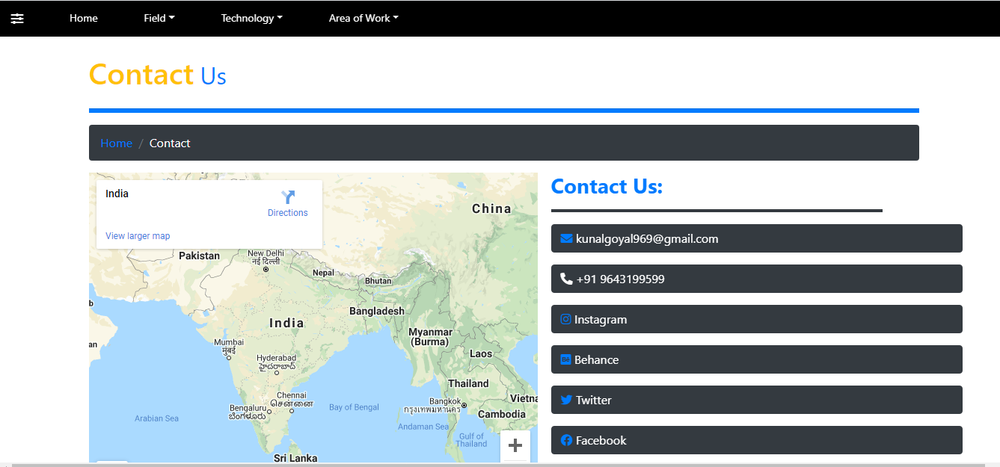 Home Field Technology Area of Work
Contact Us
Home / Contact
India
Directions
View larger map
China
Pakistan
New Delhi
नई दिल्ली
Nepal
Bhutan
Bangladesh
India
Myanmar
(Burma)
Mumbai
मुंबई
Hyderabad
హైదరాబాద్
Laos
Thailand
Chennai
சென்னை
Bengaluru
ಬೆಂಗಳೂರು
Bangkok
กรุงเทพมหานคร
Vietna
Cambodia
Arabian Sea
Bay of Bengal
Andaman Sea
Gulf of
Thailand
Sri Lanka
b
an
Contact Us:
kunalgoyal969@gmail.com
+91 9643199599
Instagram
Bē Behance
Twitter
Facebook